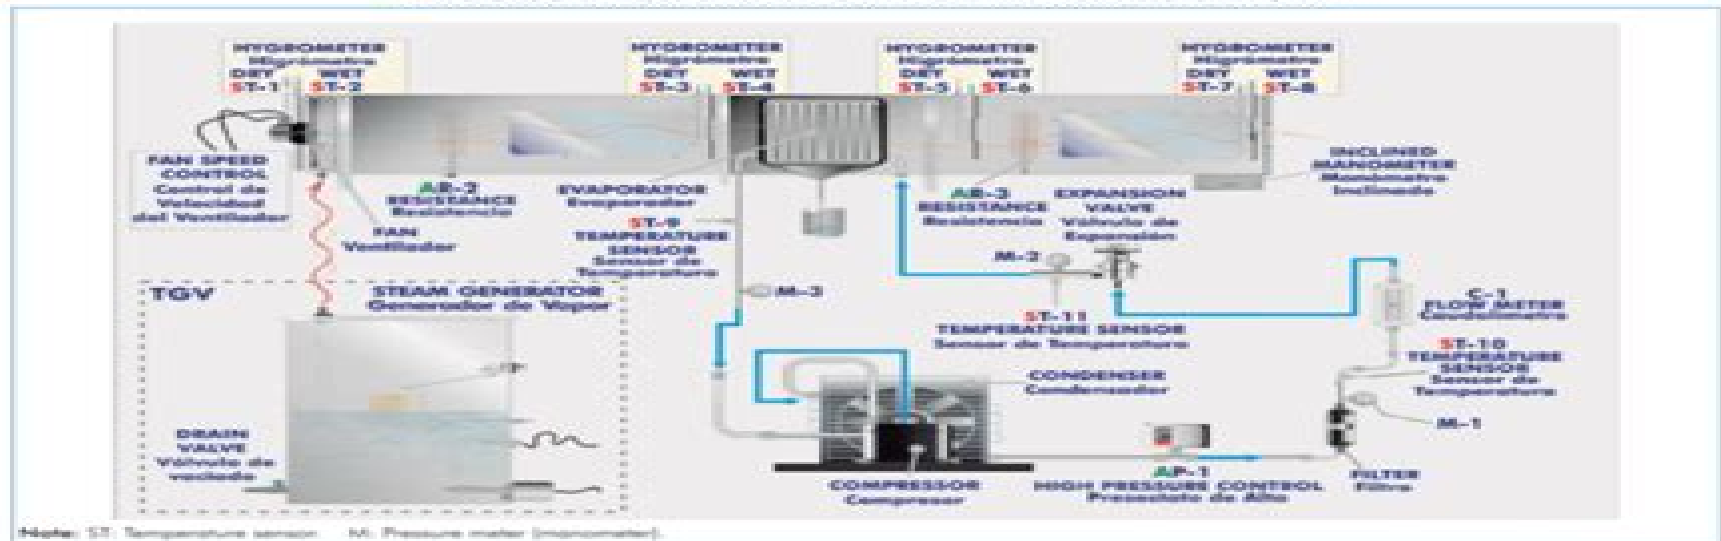 HYGROMETER
Higrómetro
DRY WET
ST-1 ST-2
HYGROMETER
Higrómetro
DRY WET
ST-3 ST-4
HYGROMETER
Higrómetro
DRY WET
ST-5 ST-6
HYGROMETER
Higrómetro
DRY WET
ST-7 ST-8
FAN SPEED
CONTROL
Control de
Velocidad
del Ventilador
AR-2
RESISTANCE
Resistencia
FAN
Ventilador
EVAPORATOR
Evaporador
ST-9
TEMPERATURE
SENSOR
Sensor de
Temperatura
AR-3
RESISTANCE
Resistencia
EXPANSION
VALVE
Válvula de
Expansión
INCLINED
MANOMETER
Manómetro
Inclinado
M-2
M-3
TGV
STEAM GENERATOR
Generador de Vapor
ST-11
TEMPERATURE SENSOR
Sensor de Temperatura
C-1
FLOW METER
Caudalímetro
ST-10
TEMPERATURE
SENSOR
Sensor de
Temperatura
M-1
CONDENSER
Condensador
DRAIN
VALVE
Válvula de
vaciado
COMPRESSOR
Compresor
AP-1
HIGH PRESSURE CONTROL
Presostato de Alta
FILTER
Filtro
Note: ST: Temperature sensor M: Pressure meter (manometer).